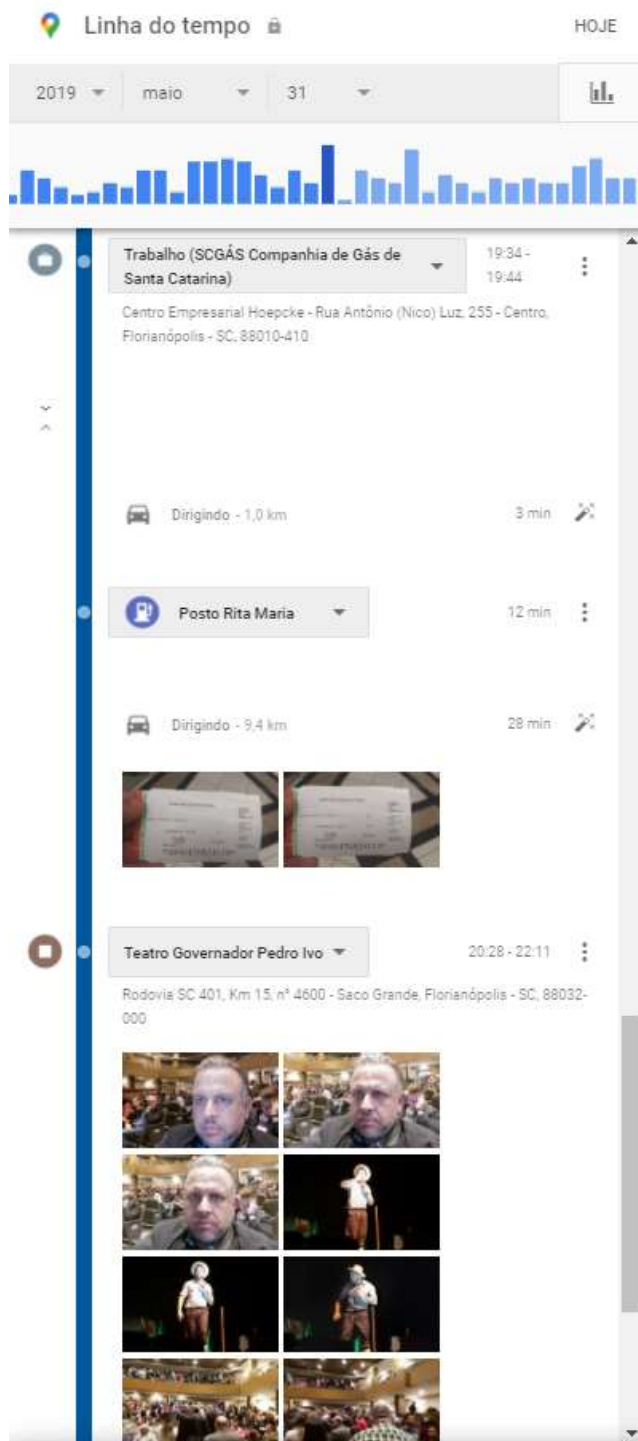 Linha do tempo
HOJE
2019
maio
31
Trabalho (SCGÁS Companhia de Gás de
Santa Catarina)
19:34 -
19:44
Centro Empresarial Hoepcke - Rua Antônio (Nico) Luz, 255 - Centro,
Florianópolis - SC, 88010-410
Dirigindo - 1,0 km
3 min
Posto Rita Maria
12 min
Dirigindo - 9,4 km
28 min
Teatro Governador Pedro Ivo
20:28 - 22:11
Rodovia SC 401, Km 15, n° 4600 - Saco Grande, Florianópolis - SC, 88032-
000